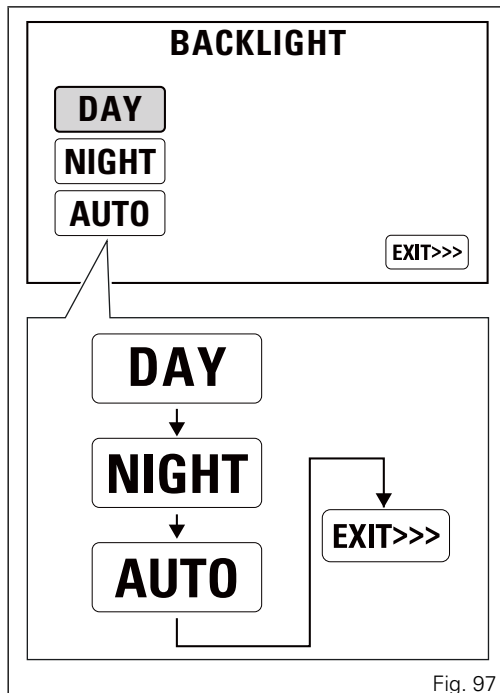 BACKLIGHT
DAY
NIGHT
AUTO
EXIT>>>
DAY
NIGHT
AUTO
EXIT>>>
Fig. 97